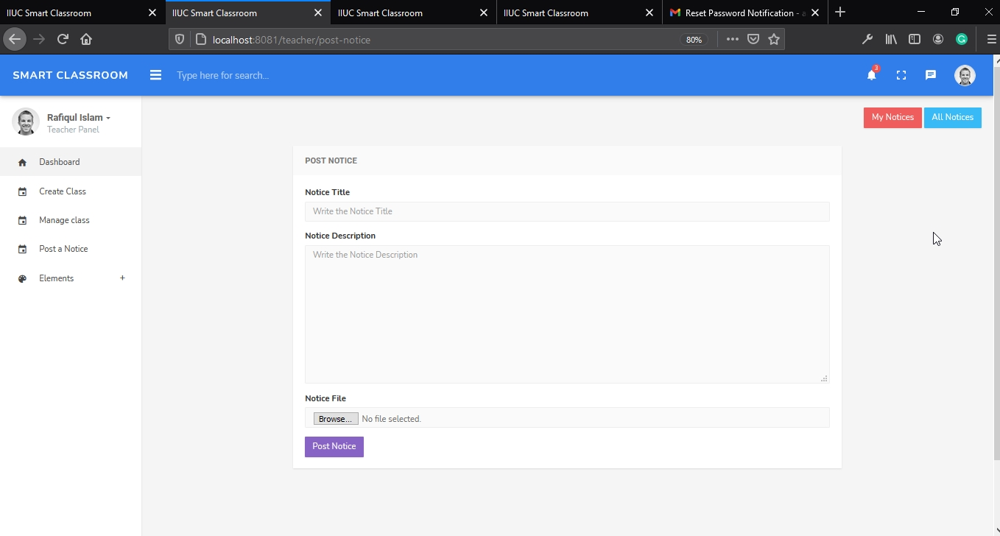 IIUC Smart Classroom
IIUC Smart Classroom
IIUC Smart Classroom
IIUC Smart Classroom
Reset Password Notification - a
localhost:8081/teacher/post-notice
80%
SMART CLASSROOM
Type here for search...
3
Rafiqul Islam
Teacher Panel
My Notices
All Notices
Dashboard
Create Class
Manage class
Post a Notice
Elements +
POST NOTICE
Notice Title
Write the Notice Title
Notice Description
Write the Notice Description
Notice File
Browse... No file selected.
Post Notice